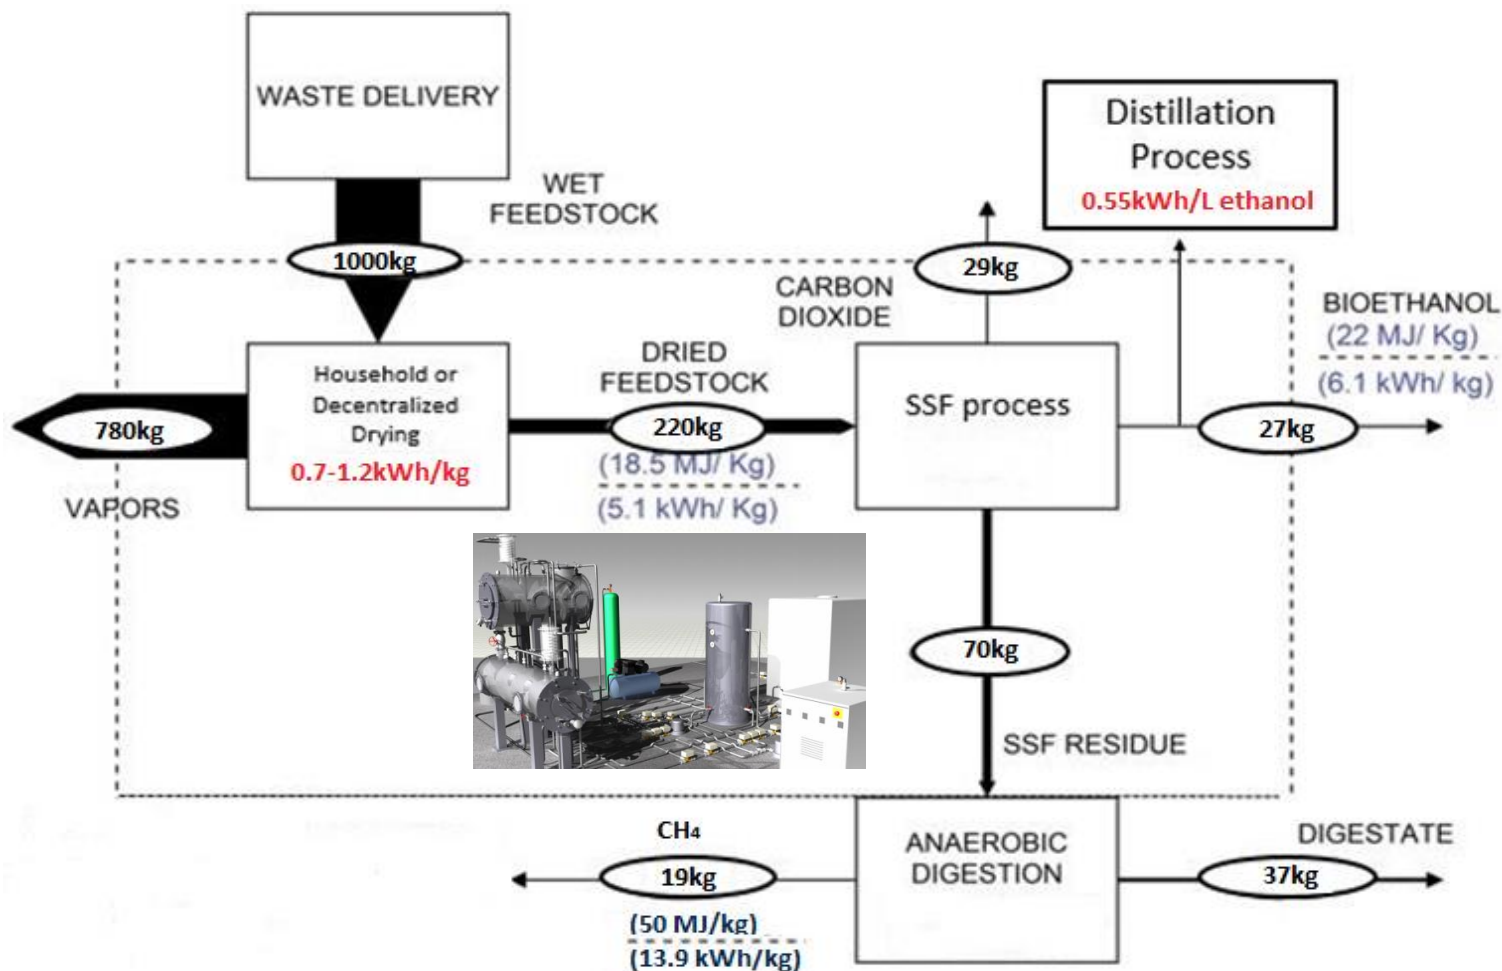 WASTE DELIVERY
WET
FEEDSTOCK
1000kg
Distillation
Process
0.55kWh/L ethanol
29kg
CARBON
DIOXIDE
BIOETHANOL
(22 MJ/ Kg)
(6.1 kWh/ kg)
Household or
Decentralized
Drying
0.7-1.2kWh/kg
DRIED
FEEDSTOCK
220kg
(18.5 MJ/ Kg)
(5.1 kWh/ Kg)
SSF process
27kg
780kg
VAPORS
70kg
SSF RESIDUE
CH₄
19kg
(50 MJ/kg)
(13.9 kWh/kg)
ANAEROBIC
DIGESTION
DIGESTATE
37kg